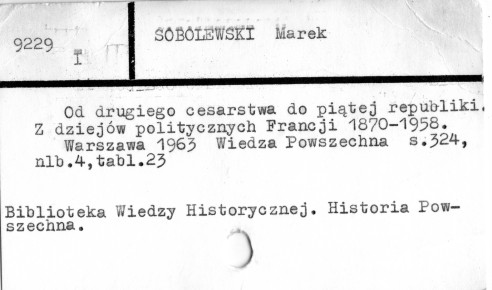 9229
I
SOBOLEWSKI Marek
Od drugiego cesarstwa do piątej republiki.
Z dziejów politycznych Francji 1870-1958.
Warszawa 1963 Wiedza Powszechna s.324,
nlb.4,tabl.23
Biblioteka Wiedzy Historycznej. Historia Pow-
szechna.